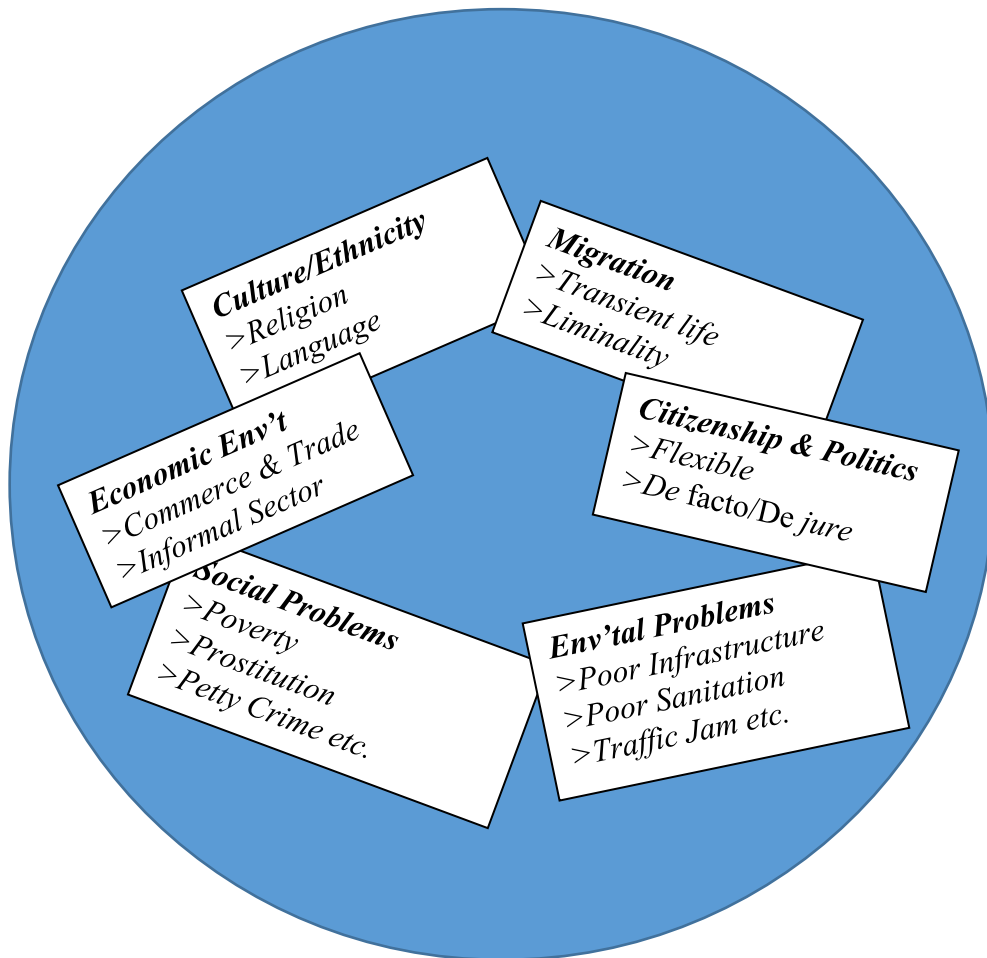 Culture/Ethnicity
>Religion
>Language
Migration
>Transient life
>Liminality
Economic Env’t
>Commerce & Trade
>Informal Sector
Citizenship & Politics
>Flexible
>De facto/De jure
Social Problems
>Poverty
>Prostitution
>Petty Crime etc.
Env’tal Problems
>Poor Infrastructure
>Poor Sanitation
>Traffic Jam etc.